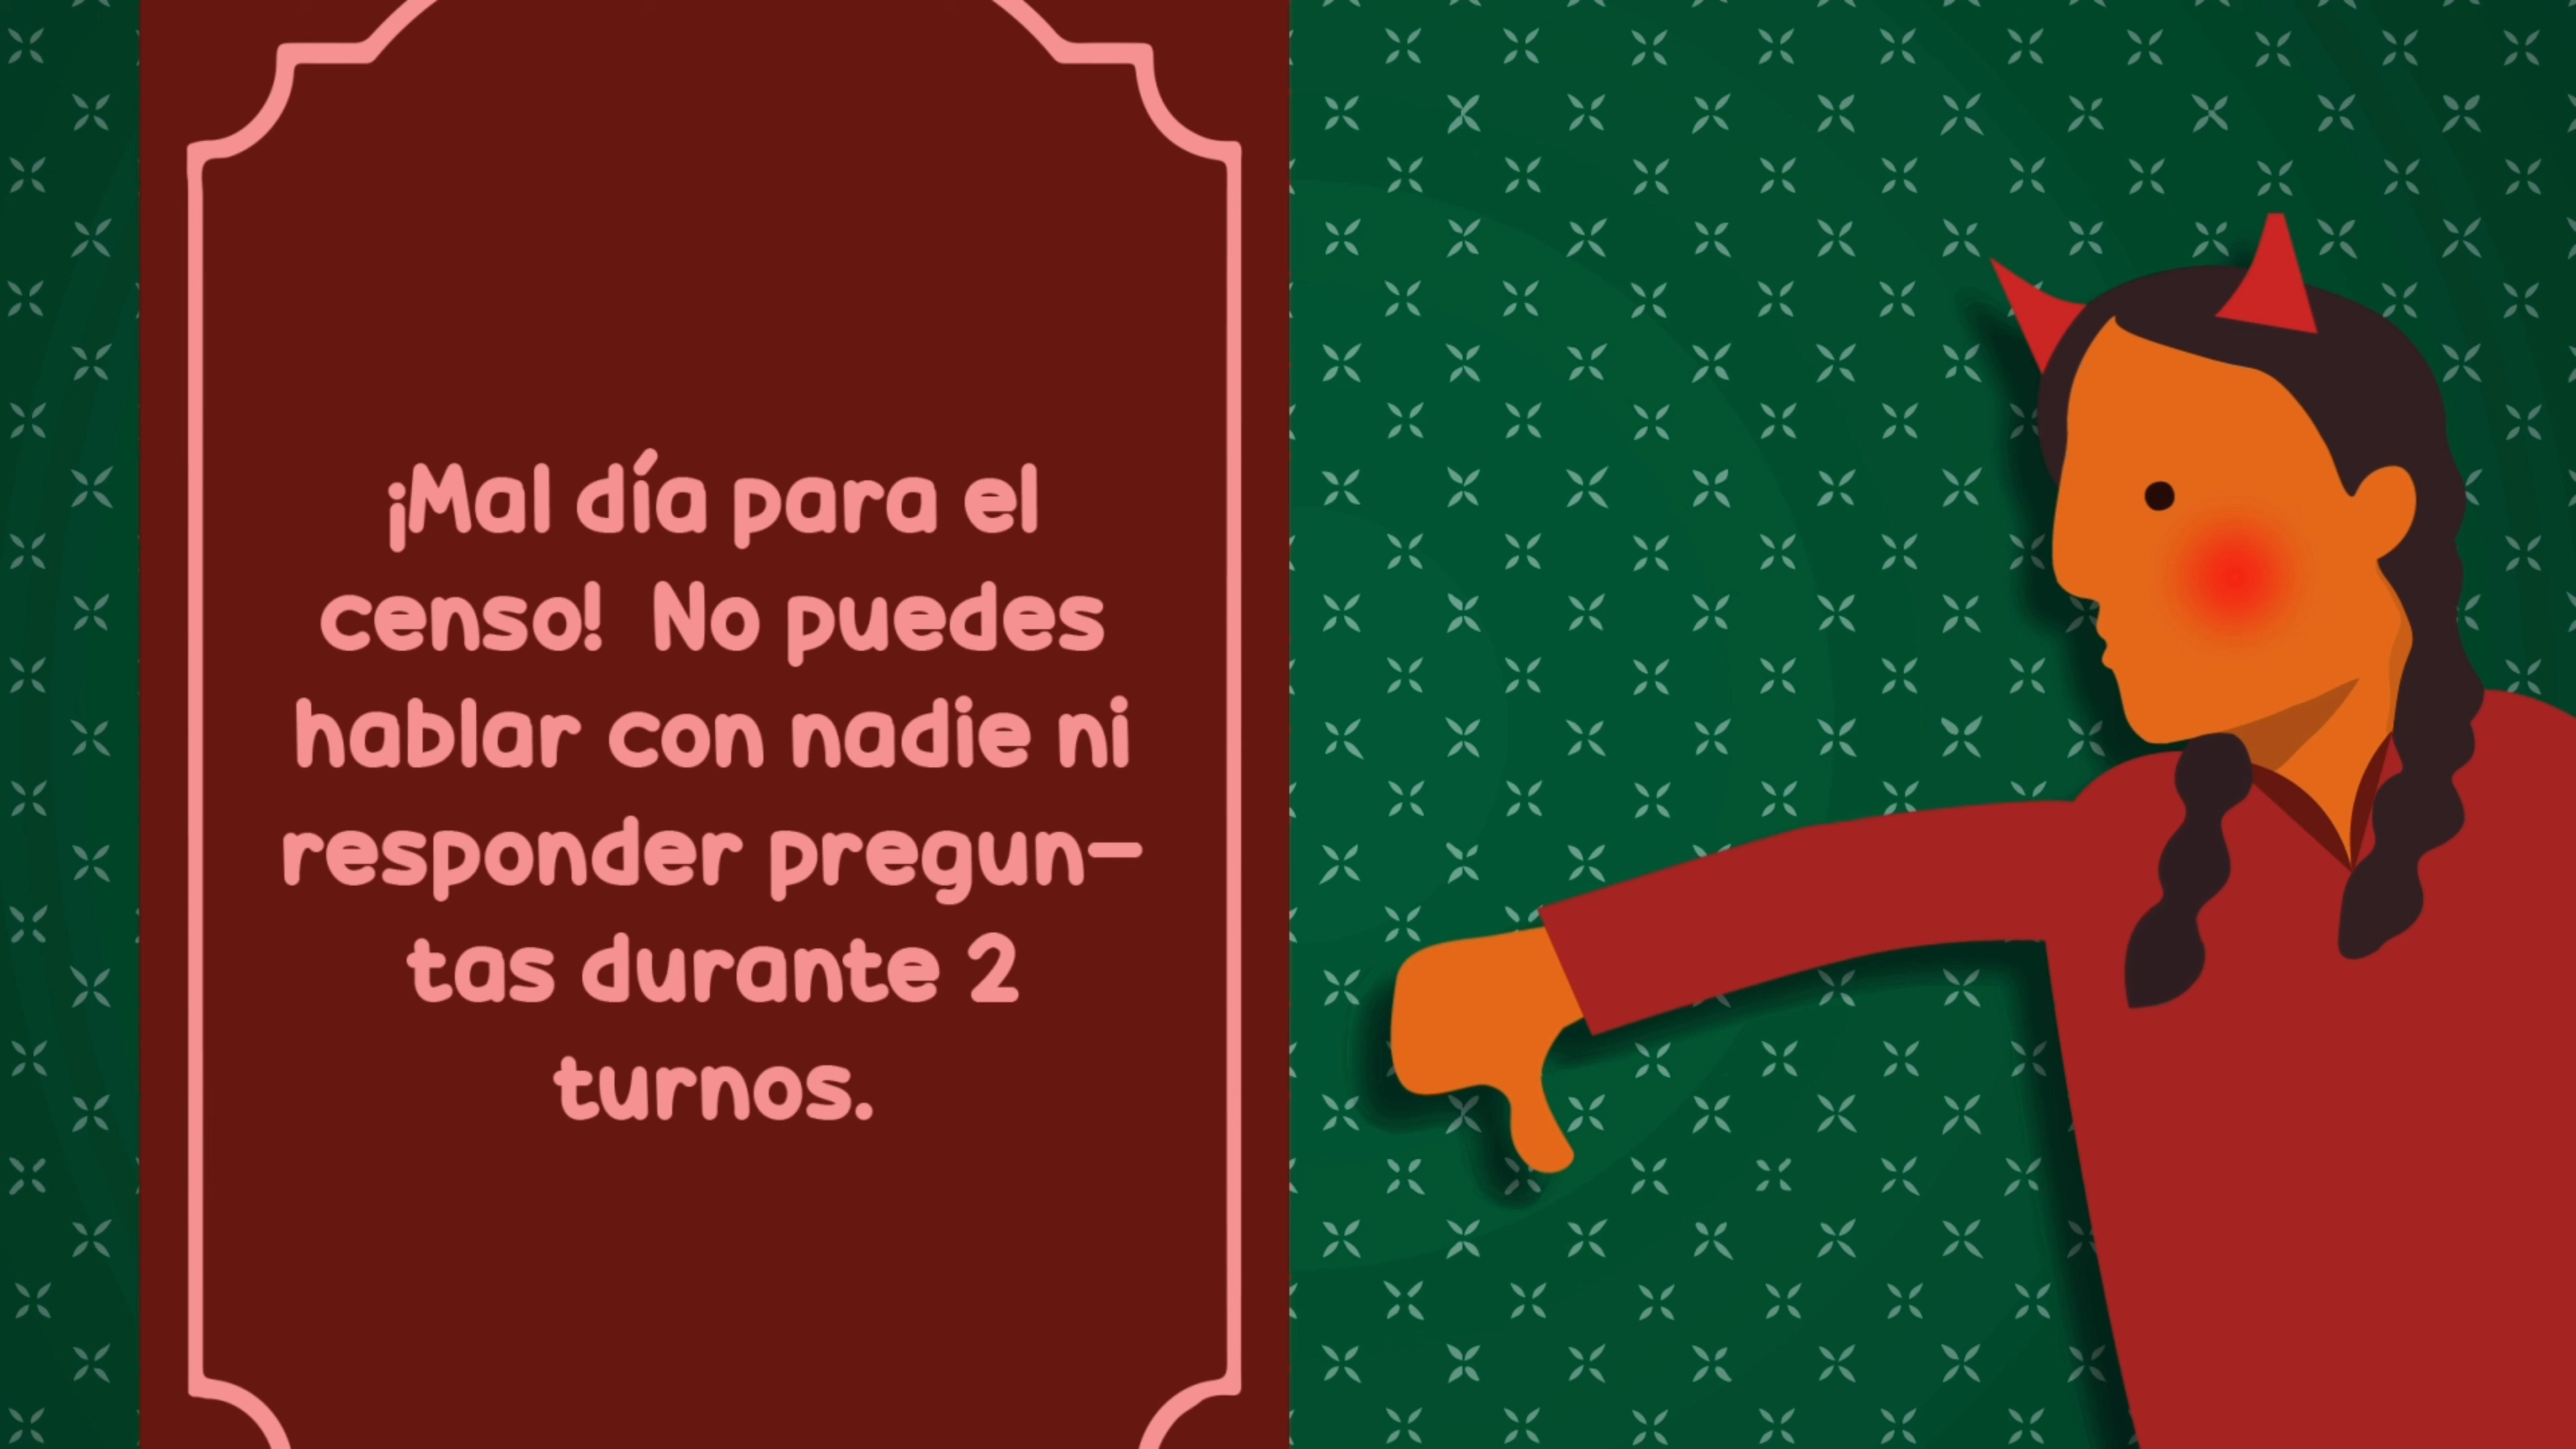 ¡Mal día para el
censo!  No puedes
hablar con nadie ni
responder pregun-
tas durante 2
turnos.